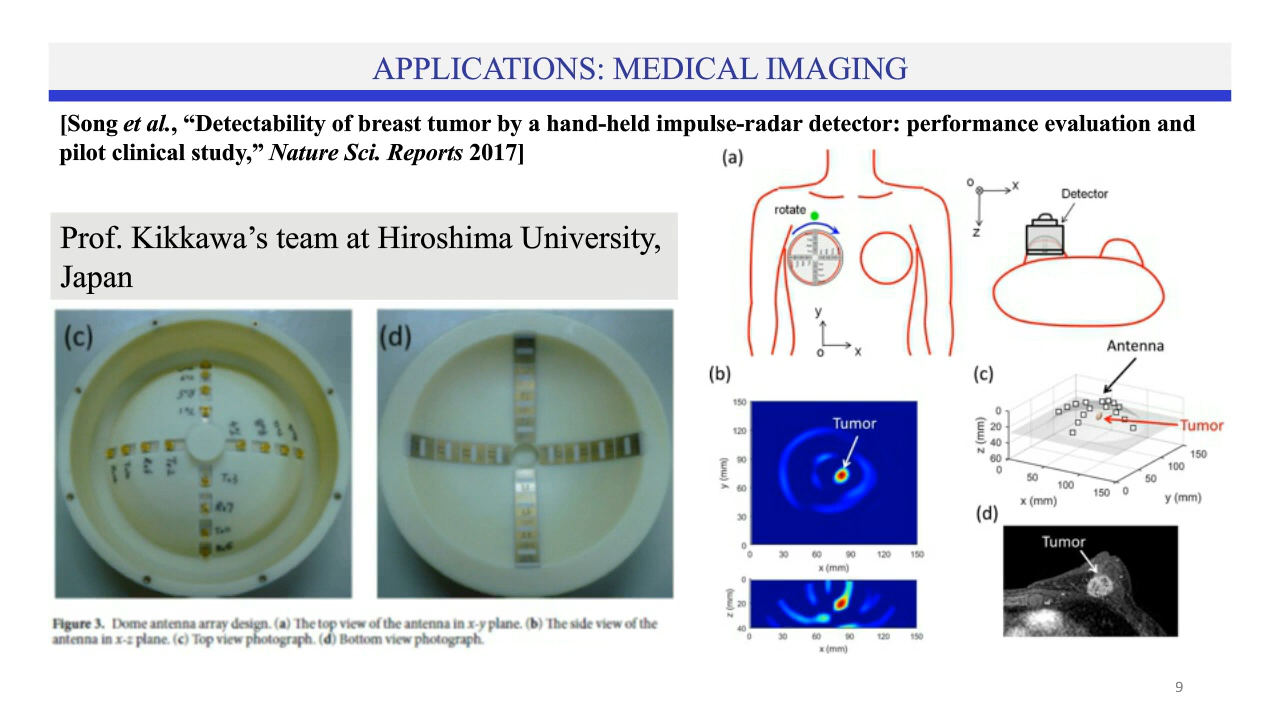 APPLICATIONS: MEDICAL IMAGING
[Song et al., “Detectability of breast tumor by a hand-held impulse-radar detector: performance evaluation and
pilot clinical study,” Nature Sci. Reports 2017]
Prof. Kikkawa’s team at Hiroshima University,
Japan
(c)
(d)
Figure 3. Dome antenna array design. (a) The top view of the antenna in x-y plane. (b) The side view of the
antenna in x-z plane. (c) Top view photograph. (d) Bottom view photograph.
(a)
rotate
y
o
x
o
x
z
Detector
(b)
150
120
90
60
30
0
y (mm)
Tumor
0 30 60 90 120 150
x (mm)
0
20
40
z (mm)
0 30 60 90 120 150
x (mm)
(c)
Antenna
Tumor
0
20
40
60
z (mm)
0
50
100
150
x (mm)
0
50
100
150
y (mm)
(d)
Tumor
9